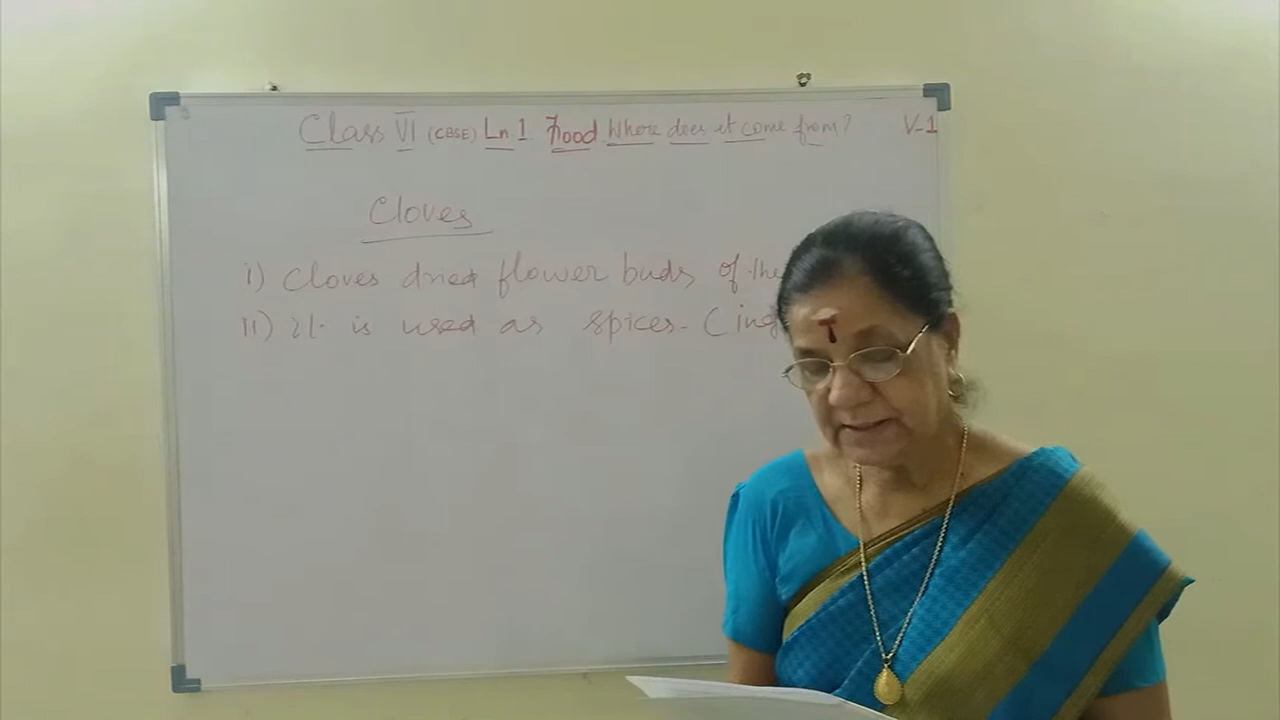 Class VI (CBSE) Ln. 1 Food Where does it come from? V-1
Cloves
i) Cloves dried flower buds of the
ii) It is used as spices. (ing